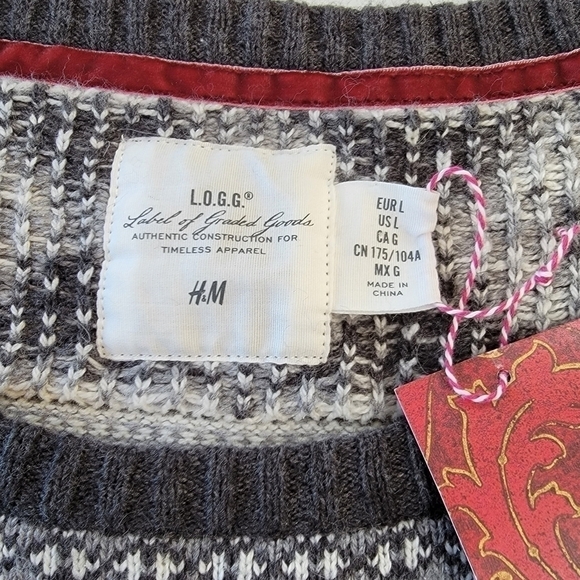 L.O.G.G.®
Label of Graded Goods
AUTHENTIC CONSTRUCTION FOR
TIMELESS APPAREL
H&M
EUR L
US L
CA G
CN 175/104A
MX G
MADE IN
CHINA